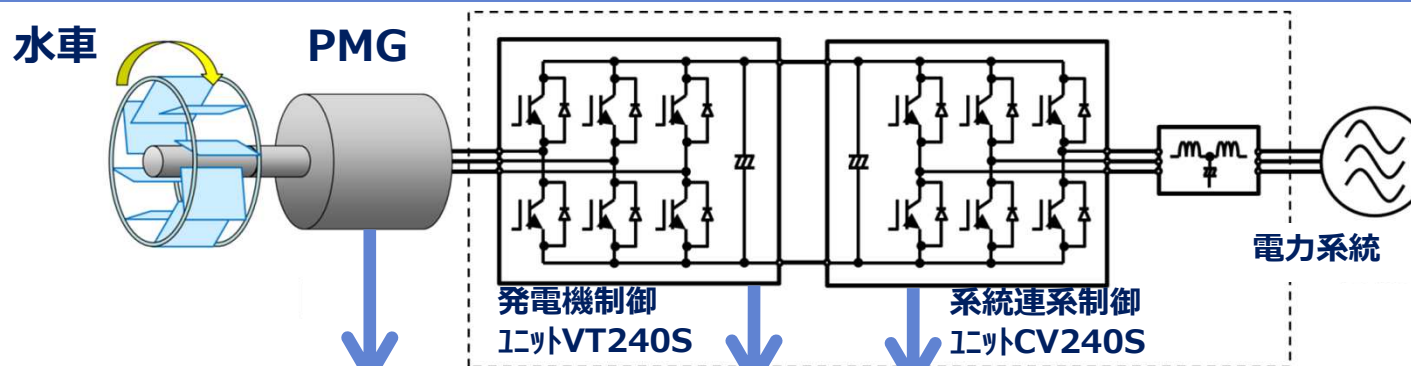 水車
PMG
発電機制御
ﾕﾆｯﾄVT240S
系統連系制御
ﾕﾆｯﾄCV240S
電力系統